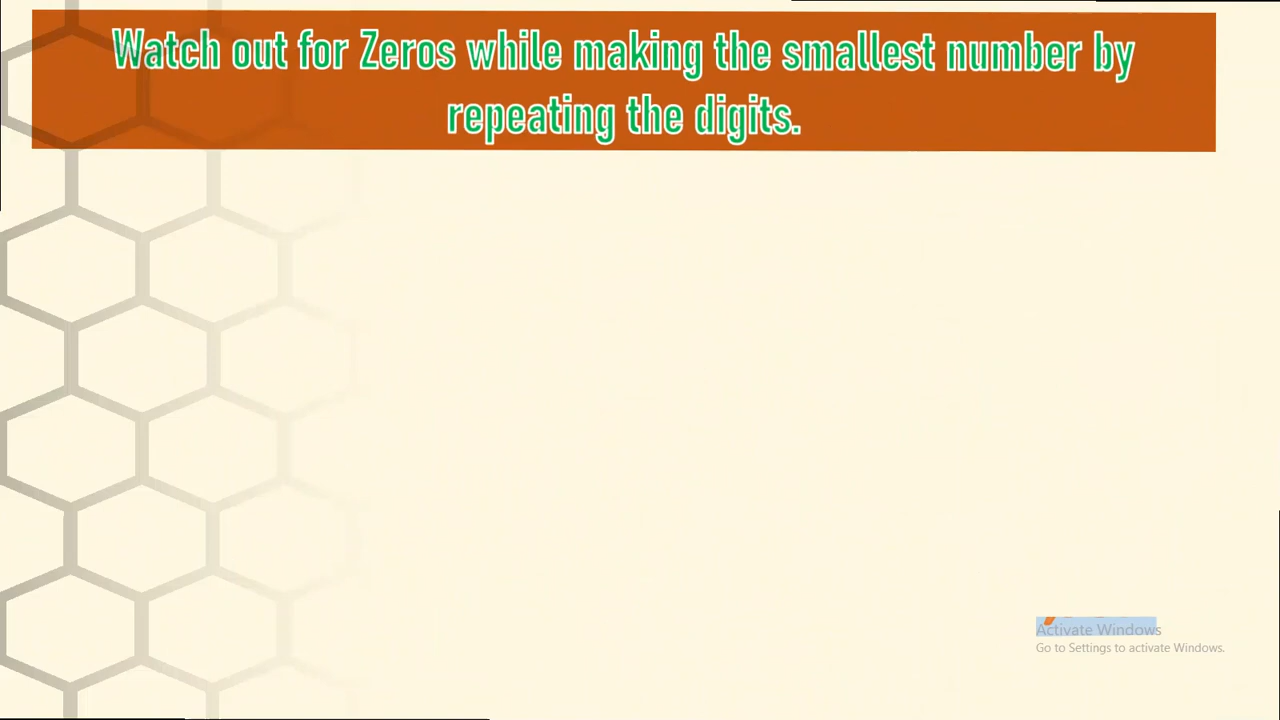 Watch out for Zeros while making the smallest number by
repeating the digits.
Activate Windows
Go to Settings to activate Windows.